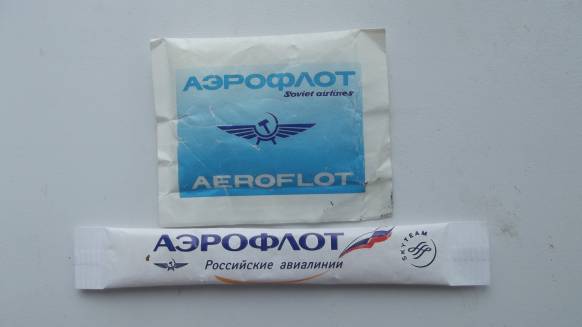 АЭРОФЛОТ
Soviet airlines
AEROFLOT
АЭРОФЛОТ
Российские авиалинии
SKYTEAM